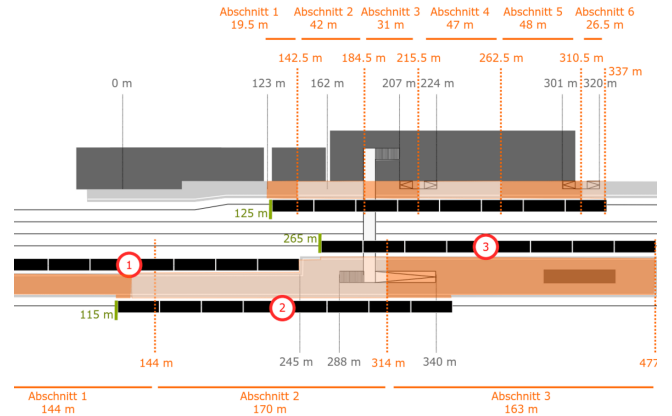 Abschnitt 1 Abschnitt 2 Abschnitt 3 Abschnitt 4 Abschnitt 5 Abschnitt 6
19.5 m 42 m 31 m 47 m 48 m 26.5 m
142.5 m 184.5 m 215.5 m 262.5 m 310.5 m
337 m
0 m 123 m 162 m 207 m 224 m 301 m 320 m
125 m
265 m
3
1
2
115 m
144 m 245 m 288 m 314 m 340 m 477
Abschnitt 1 Abschnitt 2 Abschnitt 3
144 m 170 m 163 m